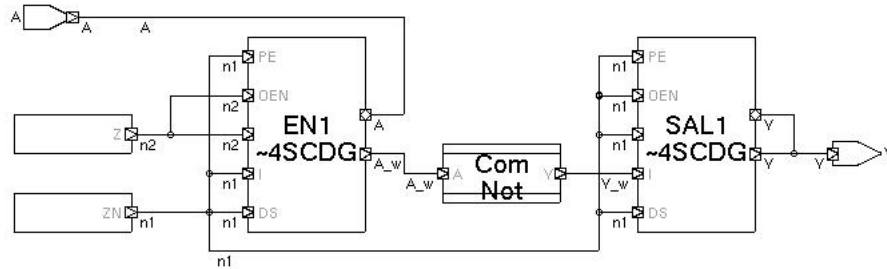 A A A
n1 PE n1 PE
OEN OEN
n2 n1
EN1 A SAL1 Y
Z n2 n2 ~4SCDG n1 ~4SCDG Y Y Y
A_w A_w A Com Y Y_w I
n1 I Not
ZN n1 n1 DS n1 DS
n1